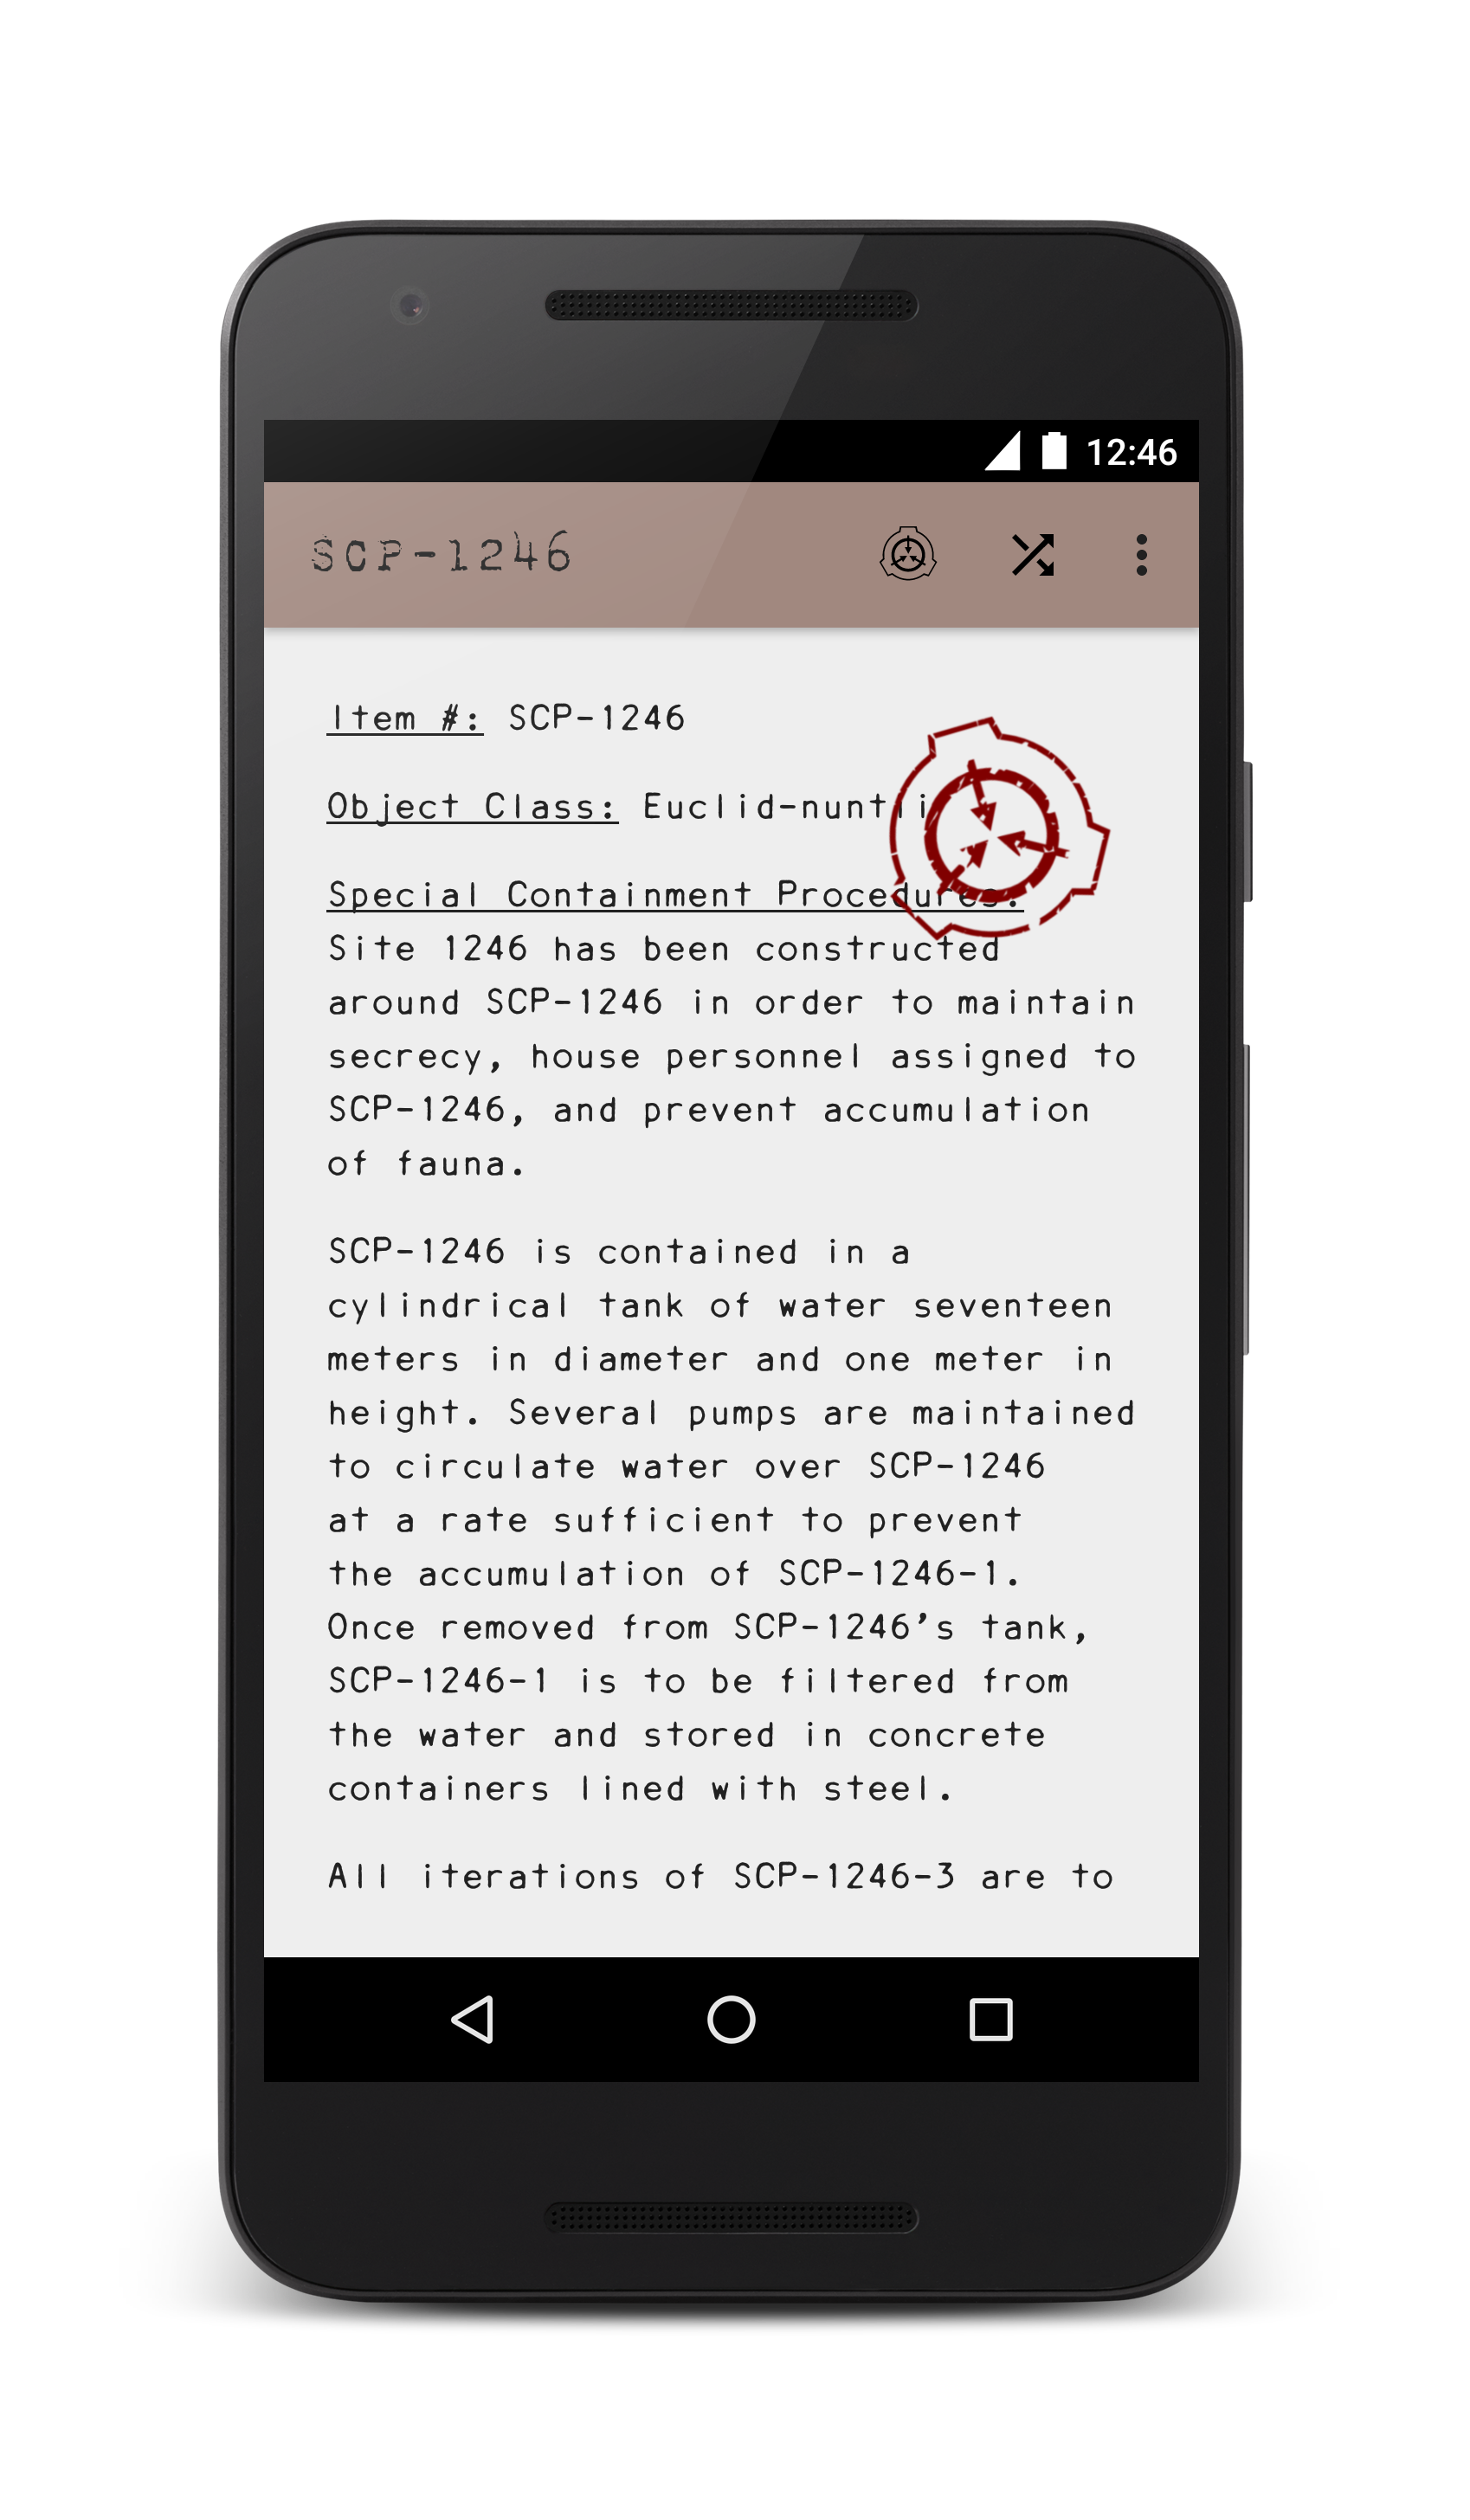 12:46
SCP-1246
Item #: SCP-1246
Object Class: Euclid-nuntii
Special Containment Procedures:
Site 1246 has been constructed
around SCP-1246 in order to maintain
secrecy, house personnel assigned to
SCP-1246, and prevent accumulation
of fauna.
SCP-1246 is contained in a
cylindrical tank of water seventeen
meters in diameter and one meter in
height. Several pumps are maintained
to circulate water over SCP-1246
at a rate sufficient to prevent
the accumulation of SCP-1246-1.
Once removed from SCP-1246’s tank,
SCP-1246-1 is to be filtered from
the water and stored in concrete
containers lined with steel.
All iterations of SCP-1246-3 are to